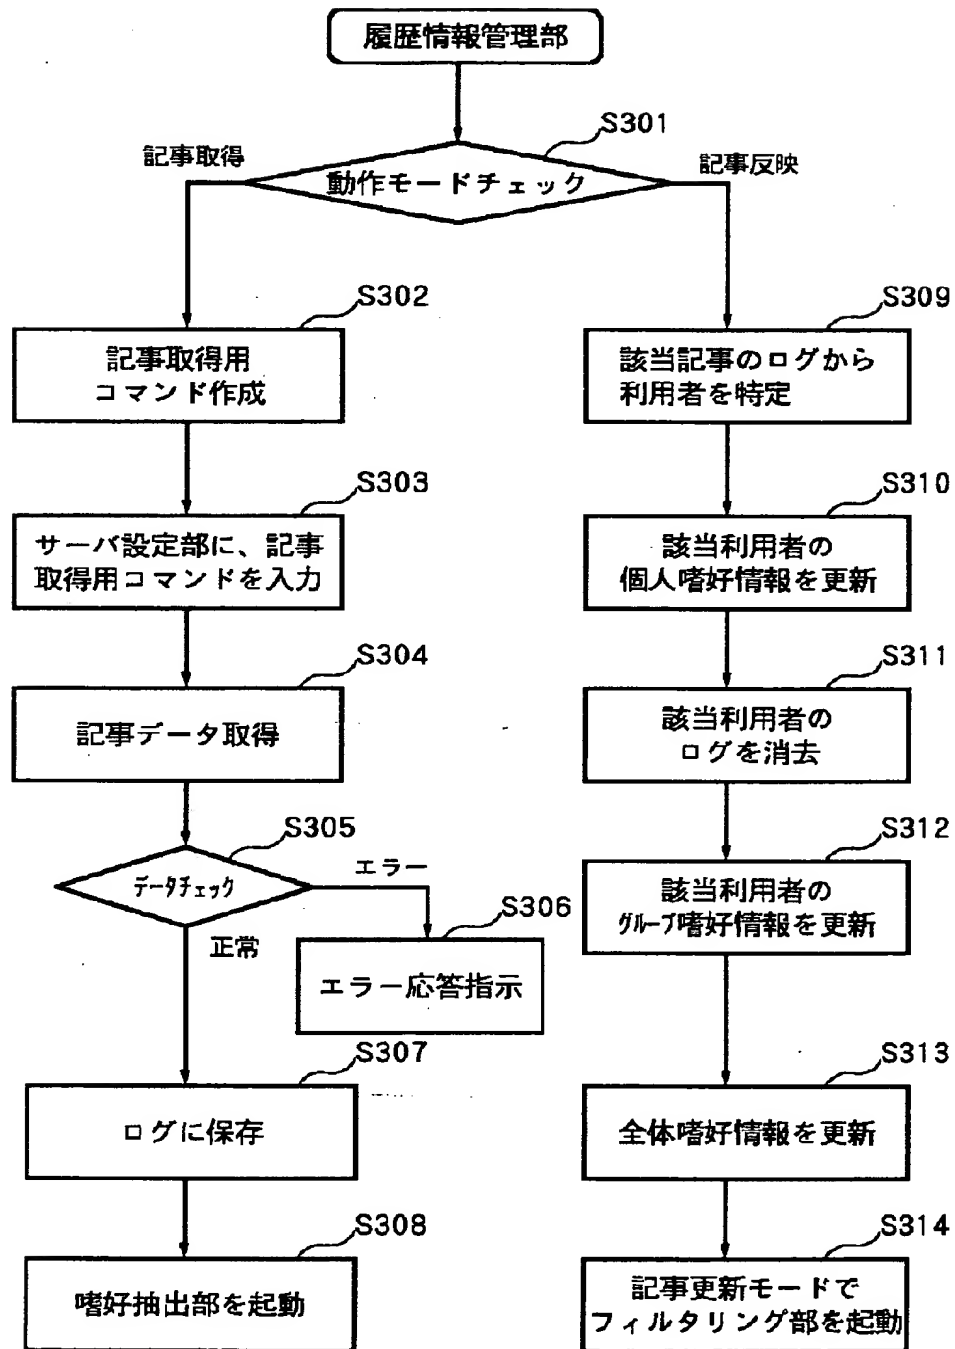 履歴情報管理部
S301
記事取得
動作モードチェック
記事反映
S302
記事取得用
コマンド作成
S303
サーバ設定部に、記事
取得用コマンドを入力
S304
記事データ取得
S305
データチェック
エラー
正常
S306
エラー応答指示
S307
ログに保存
S308
嗜好抽出部を起動
S309
該当記事のログから
利用者を特定
S310
該当利用者の
個人嗜好情報を更新
S311
該当利用者の
ログを消去
S312
該当利用者の
グループ嗜好情報を更新
S313
全体嗜好情報を更新
S314
記事更新モードで
フィルタリング部を起動